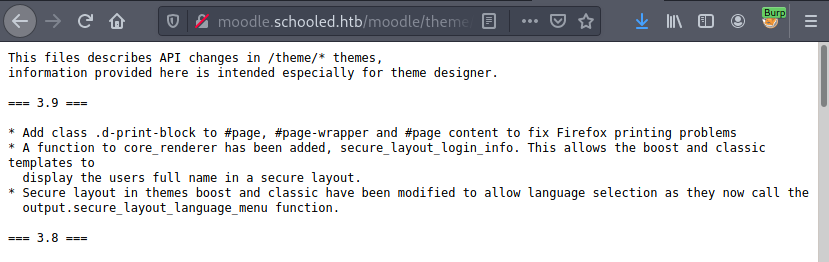 moodle.schooled.htb/moodle/theme
Burp
This files describes API changes in /theme/* themes,
information provided here is intended especially for theme designer.
=== 3.9 ===
* Add class .d-print-block to #page, #page-wrapper and #page content to fix Firefox printing problems
* A function to core_renderer has been added, secure_layout_login_info. This allows the boost and classic
templates to
display the users full name in a secure layout.
* Secure layout in themes boost and classic have been modified to allow language selection as they now call the
output.secure_layout_language_menu function.
=== 3.8 ===